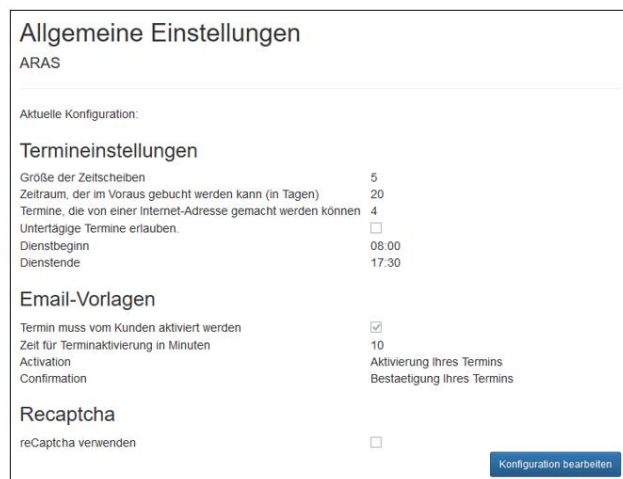 Allgemeine Einstellungen
ARAS
Aktuelle Konfiguration:
Termineinstellungen
Größe der Zeitscheiben 5
Zeitraum, der im Voraus gebucht werden kann (in Tagen) 20
Termine, die von einer Internet-Adresse gemacht werden können 4
Untertägige Termine erlauben.
Dienstbeginn 08:00
Dienstende 17:30
Email-Vorlagen
Termin muss vom Kunden aktiviert werden
Zeit für Terminaktivierung in Minuten 10
Activation Aktivierung Ihres Termins
Confirmation Bestaetigung Ihres Termins
Recaptcha
reCaptcha verwenden
Konfiguration bearbeiten